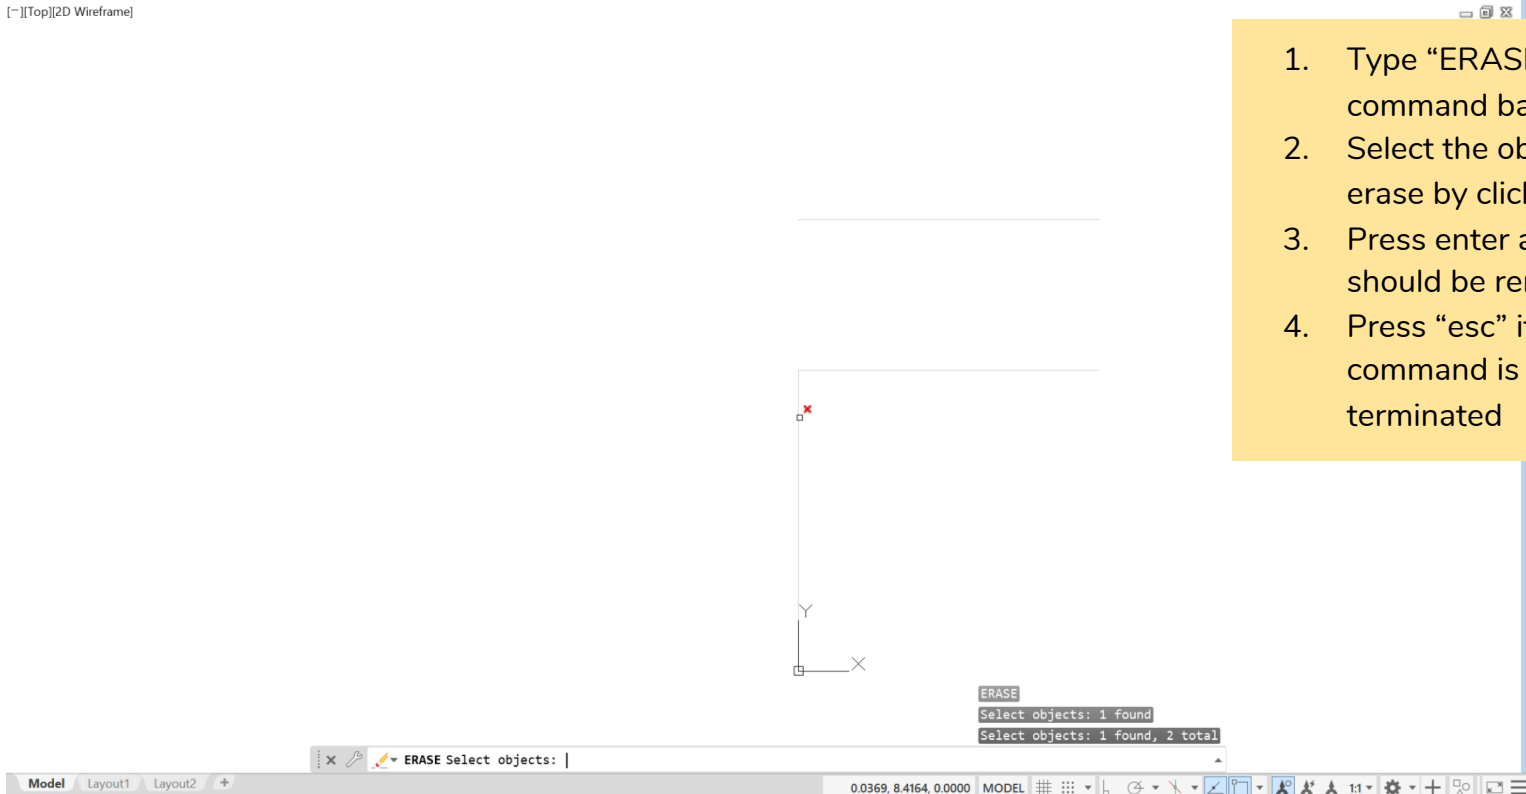 [−][Top][2D Wireframe]
1. Type “ERAS
command ba
2. Select the ob
erase by clic
3. Press enter a
should be re
4. Press “esc” i
command is
terminated
Y
X
ERASE
Select objects: 1 found
Select objects: 1 found, 2 total
ERASE Select objects:
Model Layout1 Layout2 +
0.0369, 8.4164, 0.0000 MODEL 1:1